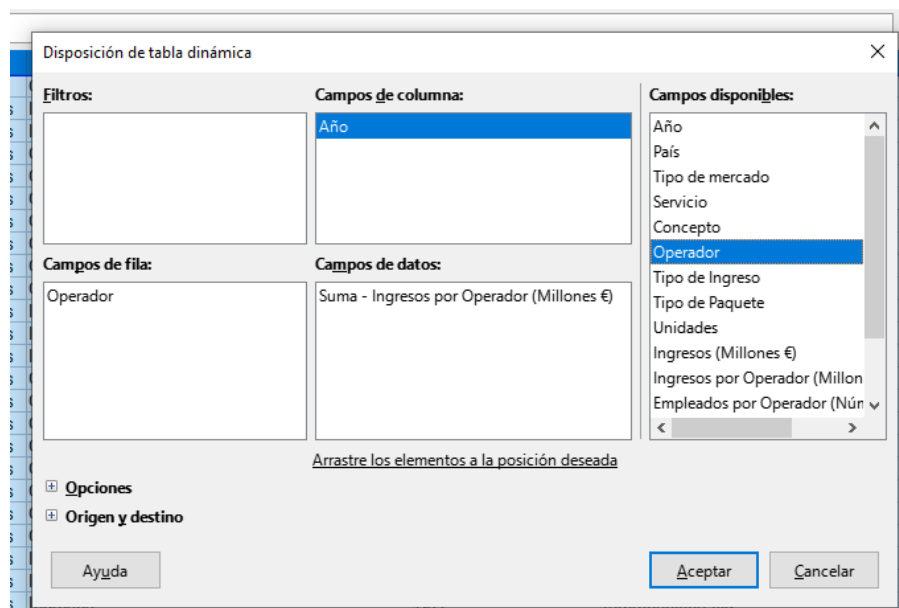 Disposición de tabla dinámica
Filtros:
Campos de columna:
Año
Campos de fila:
Operador
Campos de datos:
Suma - Ingresos por Operador (Millones €)
Campos disponibles:
Año
País
Tipo de mercado
Servicio
Concepto
Operador
Tipo de Ingreso
Tipo de Paquete
Unidades
Ingresos (Millones €)
Ingresos por Operador (Millon
Empleados por Operador (Núm
Arrastre los elementos a la posición deseada
Opciones
Origen y destino
Ayuda
Aceptar
Cancelar